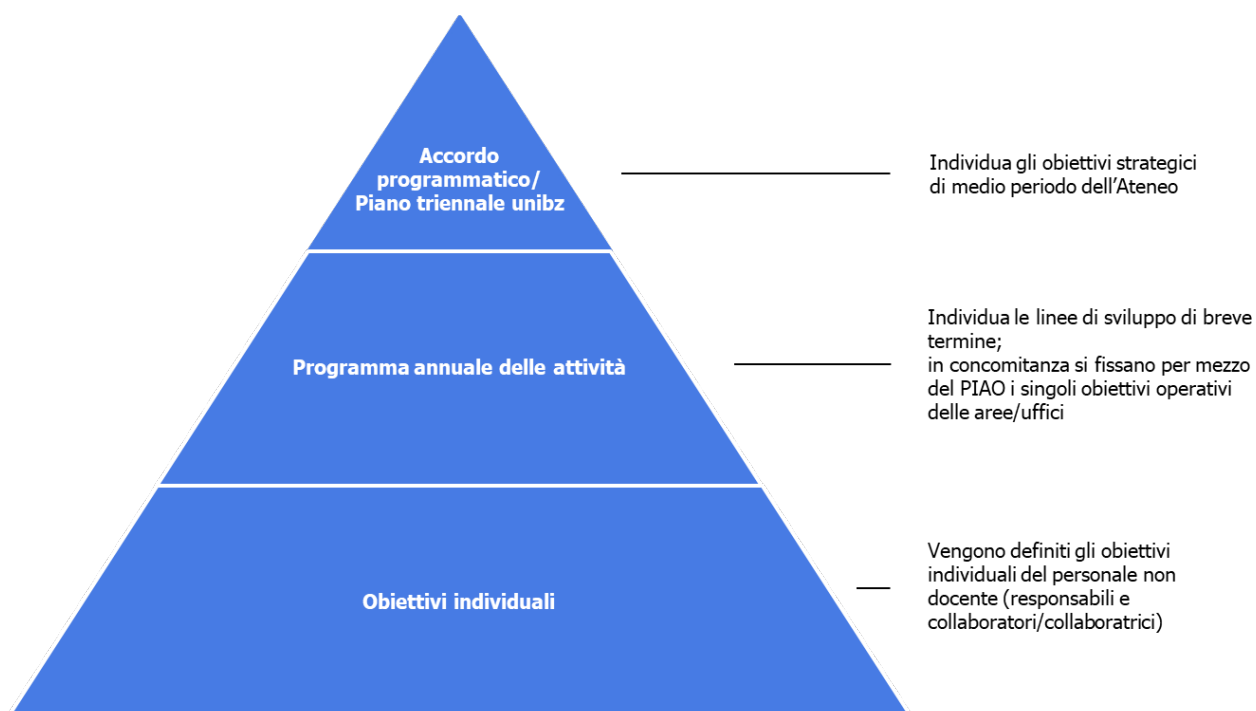 Accordo
programmatico/
Piano triennale unibz
Individua gli obiettivi strategici
di medio periodo dell'Ateneo
Programma annuale delle attività
Individua le linee di sviluppo di breve
termine;
in concomitanza si fissano per mezzo
del PIAO i singoli obiettivi operativi
delle aree/uffici
Obiettivi individuali
Vengono definiti gli obiettivi
individuali del personale non
docente (responsabili e
collaboratori/collaboratrici)